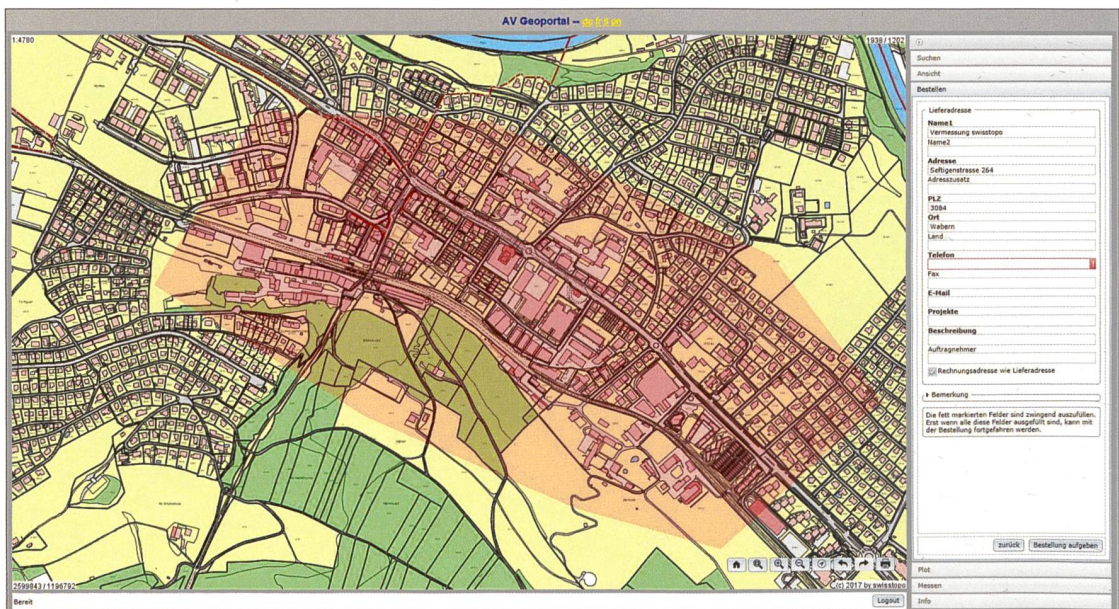 AV Geoportal -- de fr it en
1:4780
1938 / 1202
Suchen
Ansicht
Bestellen
Lieferadresse
Name1
Vermessung swisstopo
Name2
Adresse
Seftigenstrasse 264
Adresszusatz
PLZ
3084
Ort
Wabern
Land
Telefon
Fax
E-Mail
Projekte
Beschreibung
Auftragnehmer
Rechnungsadresse wie Lieferadresse
Bemerkung
Die fett markierten Felder sind zwingend auszufüllen.
Erst wenn alle diese Felder ausgefüllt sind, kann mit
der Bestellung fortgefahren werden.
zurück Bestellung aufgeben
Plot
Messen
Info
2599843 / 1196792
(c) 2017 by swisstopo
Bereit
Logout